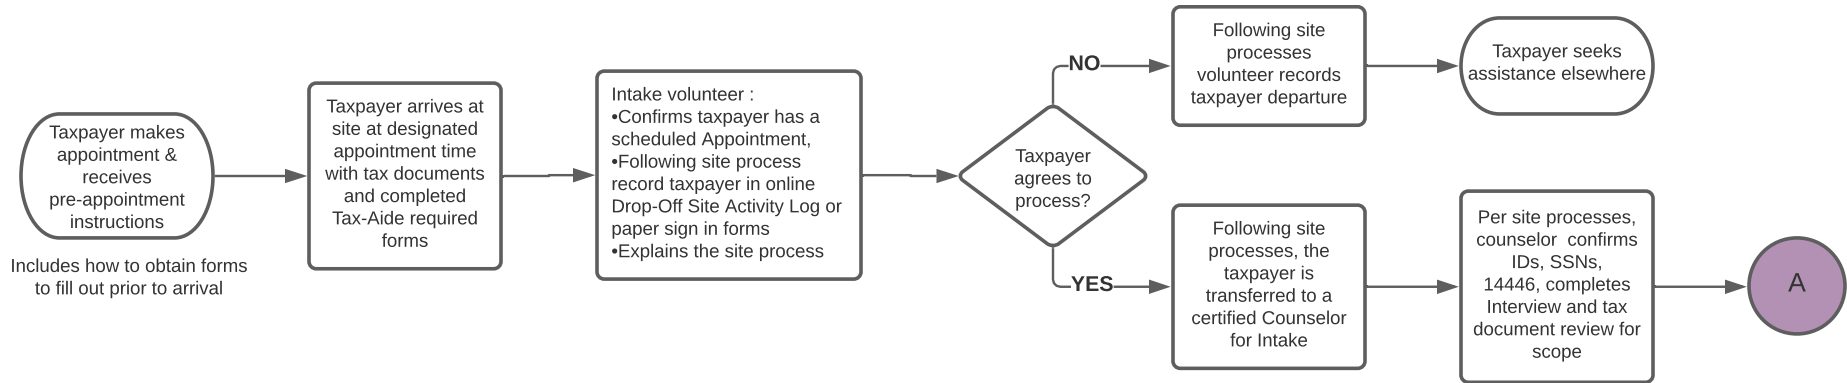 Taxpayer makes
appointment &
receives
pre-appointment
instructions
Includes how to obtain forms
to fill out prior to arrival
Taxpayer arrives at
site at designated
appointment time
with tax documents
and completed
Tax-Aide required
forms
Intake volunteer :
•Confirms taxpayer has a
scheduled Appointment,
•Following site process
record taxpayer in online
Drop-Off Site Activity Log or
paper sign in forms
•Explains the site process
Taxpayer
agrees to
process?
NO
Following site
processes
volunteer records
taxpayer departure
Taxpayer seeks
assistance elsewhere
YES
Following site
processes, the
taxpayer is
transferred to a
certified Counselor
for Intake
Per site processes,
counselor  confirms
IDs, SSNs,
14446, completes
Interview and tax
document review for
scope
A